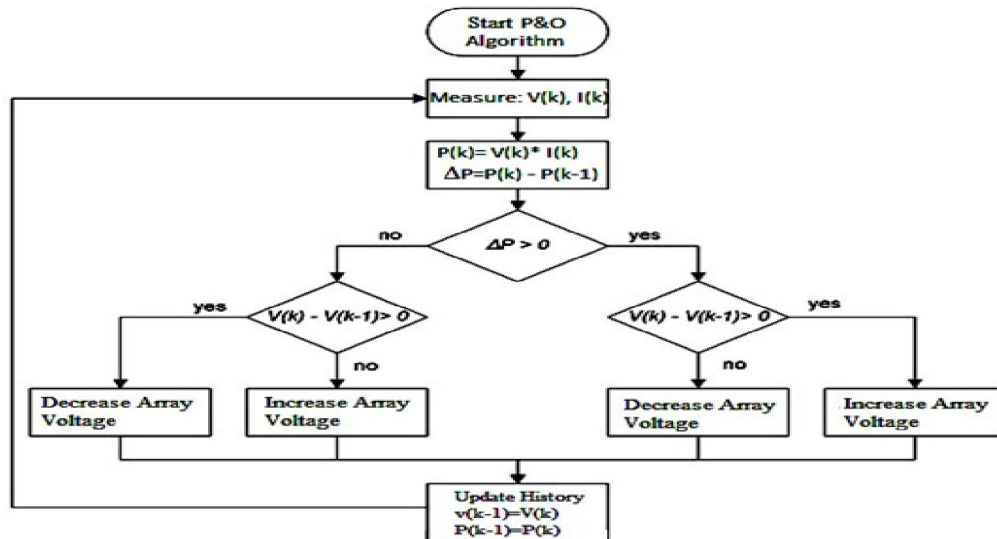 Start P&O
Algorithm
Measure: V(k), I(k)
P(k)= V(k)* I(k)
ΔP=P(k) - P(k-1)
no
ΔP > 0
yes
yes
V(k) - V(k-1)> 0
V(k) - V(k-1)> 0
yes
no
no
Decrease Array
Voltage
Increase Array
Voltage
Decrease Array
Voltage
Increase Array
Voltage
Update History
v(k-1)=V(k)
P(k-1)=P(k)